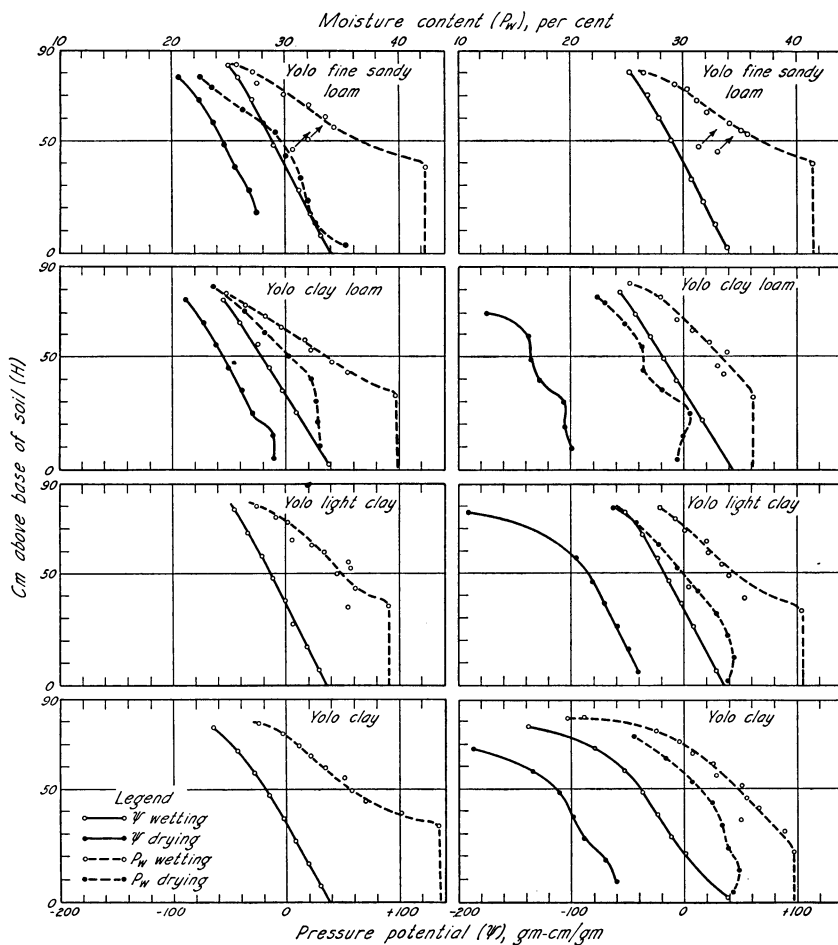 Moisture content (Pw), per cent
10 20 30 40 10 20 30 40
90
Yolo fine sandy loam
Yolo fine sandy loam
50
0
90
Yolo clay loam
Yolo clay loam
50
0
90
Yolo light clay
Yolo light clay
50
0
90
Yolo clay
Yolo clay
50
Legend
Ψ wetting
Ψ drying
Pw wetting
Pw drying
0
-200 -100 0 +100 -200 -100 0 +100
Pressure potential (Ψ), gm-cm/gm
Cm above base of soil (H)